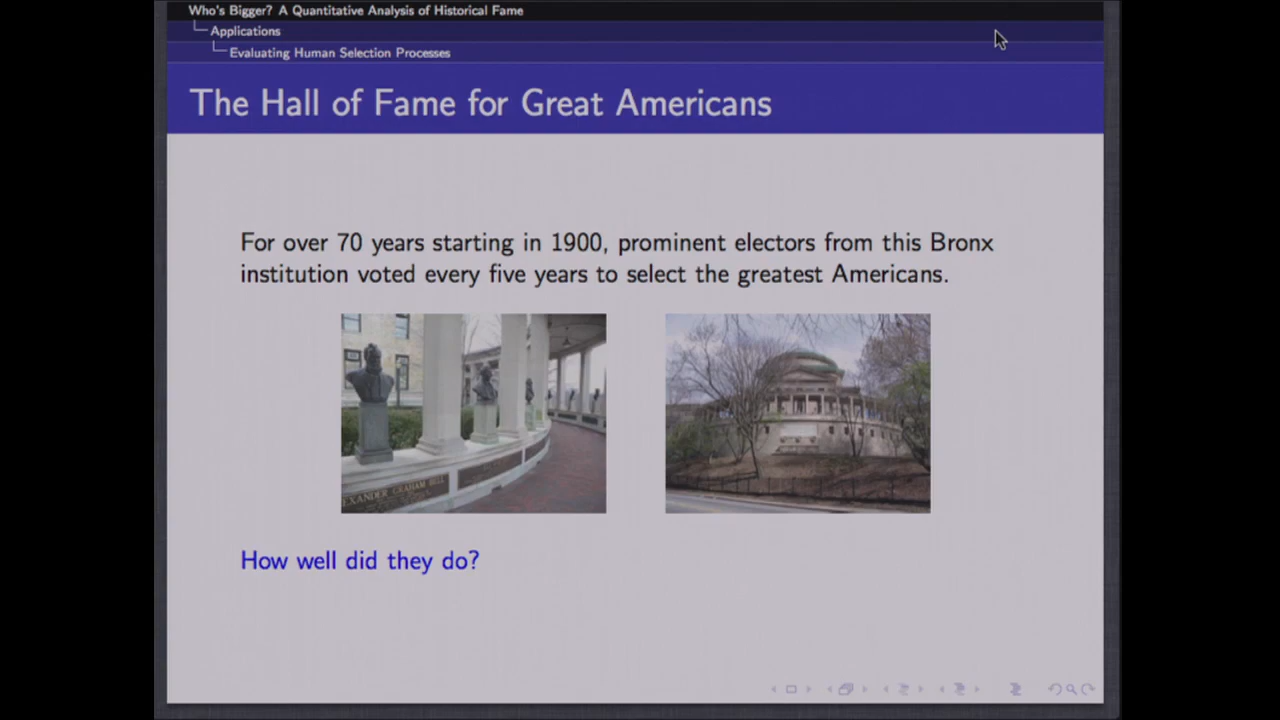 Who's Bigger? A Quantitative Analysis of Historical Fame
Applications
Evaluating Human Selection Processes
The Hall of Fame for Great Americans
For over 70 years starting in 1900, prominent electors from this Bronx
institution voted every five years to select the greatest Americans.
EXANDER GRAHAM BELL
How well did they do?